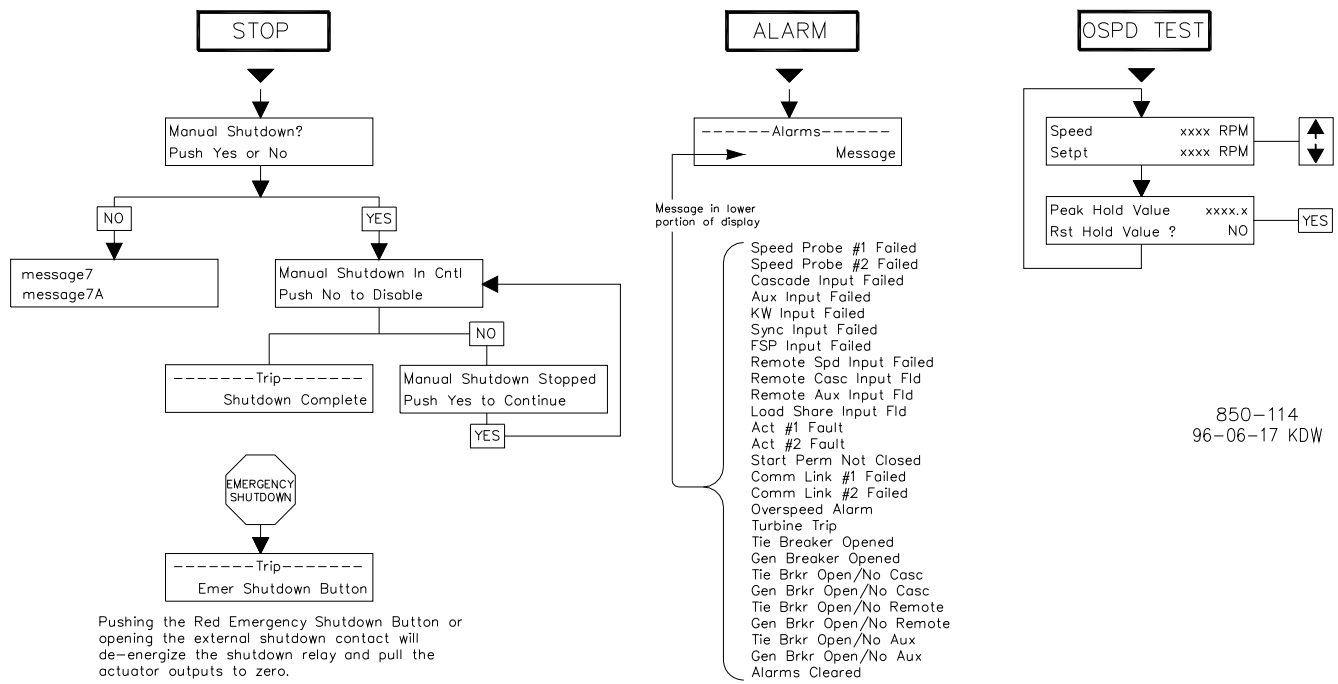 STOP
Manual Shutdown?
Push Yes or No
NO
YES
message7
message7A
Manual Shutdown In Cntl
Push No to Disable
NO
-------Trip-------
Shutdown Complete
Manual Shutdown Stopped
Push Yes to Continue
YES
EMERGENCY
SHUTDOWN
-------Trip-------
Emer Shutdown Button
Pushing the Red Emergency Shutdown Button or
opening the external shutdown contact will
de-energize the shutdown relay and pull the
actuator outputs to zero.
ALARM
------Alarms------
Message
Message in lower
portion of display
Speed Probe #1 Failed
Speed Probe #2 Failed
Cascade Input Failed
Aux Input Failed
KW Input Failed
Sync Input Failed
FSP Input Failed
Remote Spd Input Failed
Remote Casc Input Fld
Remote Aux Input Fld
Load Share Input Fld
Act #1 Fault
Act #2 Fault
Start Perm Not Closed
Comm Link #1 Failed
Comm Link #2 Failed
Overspeed Alarm
Turbine Trip
Tie Breaker Opened
Gen Breaker Opened
Tie Brkr Open/No Casc
Gen Brkr Open/No Casc
Tie Brkr Open/No Remote
Gen Brkr Open/No Remote
Tie Brkr Open/No Aux
Gen Brkr Open/No Aux
Alarms Cleared
OSPD TEST
Speed xxxx RPM
Setpt xxxx RPM
Peak Hold Value xxxx.x
Rst Hold Value ? NO
YES
850-114
96-06-17 KDW